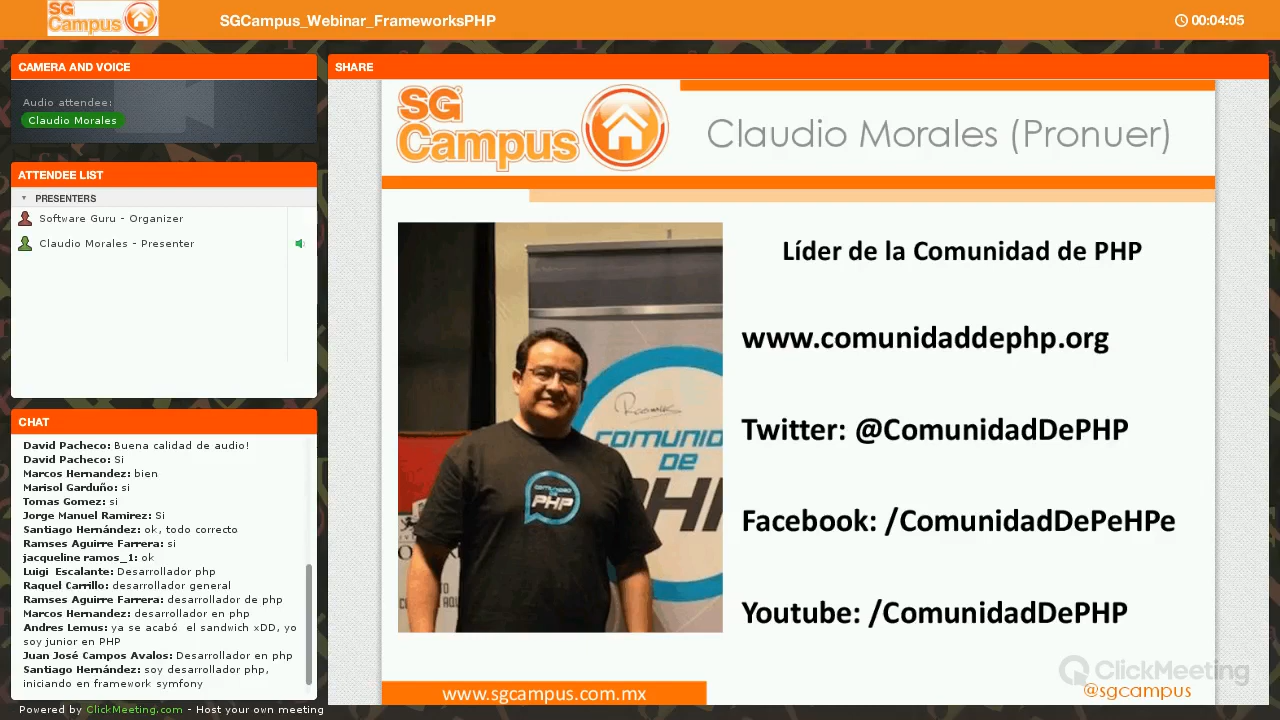 SG Campus
SGCampus_Webinar_FrameworksPHP
00:04:05
CAMERA AND VOICE
Audio attendee:
Claudio Morales
ATTENDEE LIST
PRESENTERS
Software Guru - Organizer
Claudio Morales - Presenter
CHAT
David Pacheco: Buena calidad de audio!
David Pacheco: Si
Marcos Hernandez: bien
Marisol Garduño: si
Tomas Gomez: si
Jorge Manuel Ramirez: Si
Santiago Hernández: ok, todo correcto
Ramses Aguirre Farrera: si
jacqueline ramos_1: ok
Luigi Escalante: Desarrollador php
Raquel Carrillo: desarrollador general
Ramses Aguirre Farrera: desarrollador de php
Marcos Hernandez: desarrollador en php
Andres Lemus: ya se acabó el sandwich xDD, yo
soy junior en PHP
Juan José Campos Avalos: Desarrollador en php
Santiago Hernández: soy desarrollador php,
iniciando en framework symfony
Powered by ClickMeeting.com - Host your own meeting
SHARE
SG
Campus
Claudio Morales (Pronuer)
COMUNID
DE
PH
COMUNIDAD
DE
PHP
Líder de la Comunidad de PHP
www.comunidaddephp.org
Twitter: @ComunidadDePHP
Facebook: /ComunidadDePeHPe
Youtube: /ComunidadDePHP
ClickMeeting
www.sgcampus.com.mx
@sgcampus